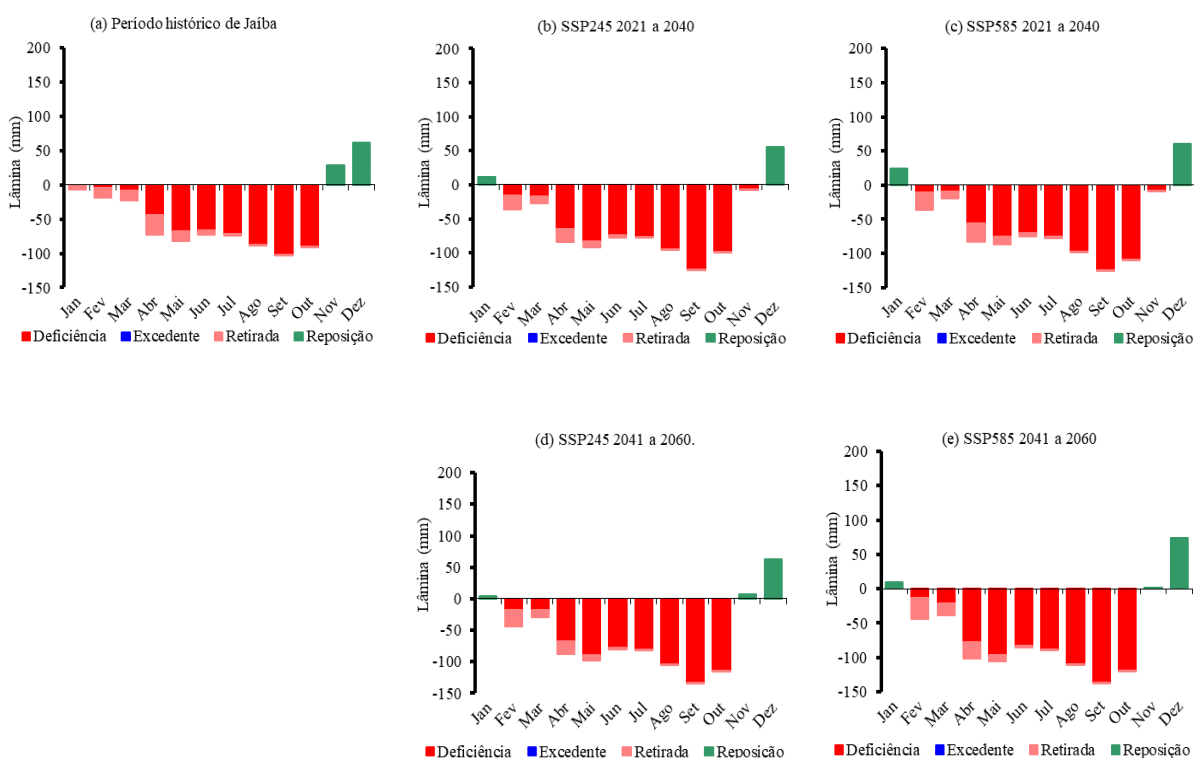 (a) Período histórico de Jaíba
Lâmina (mm)
200
150
100
50
0
-50
-100
-150
Jan Fev Mar Abr Mai Jun Jul Ago Set Out Nov Dez
Deficiência Excedente Retirada Reposição
(b) SSP245 2021 a 2040
Lâmina (mm)
200
150
100
50
0
-50
-100
-150
Jan Fev Mar Abr Mai Jun Jul Ago Set Out Nov Dez
Deficiência Excedente Retirada Reposição
(c) SSP585 2021 a 2040
Lâmina (mm)
200
150
100
50
0
-50
-100
-150
Jan Fev Mar Abr Mai Jun Jul Ago Set Out Nov Dez
Deficiência Excedente Retirada Reposição
(d) SSP245 2041 a 2060.
Lâmina (mm)
200
150
100
50
0
-50
-100
-150
Jan Fev Mar Abr Mai Jun Jul Ago Set Out Nov Dez
Deficiência Excedente Retirada Reposição
(e) SSP585 2041 a 2060
Lâmina (mm)
200
150
100
50
0
-50
-100
-150
Jan Fev Mar Abr Mai Jun Jul Ago Set Out Nov Dez
Deficiência Excedente Retirada Reposição